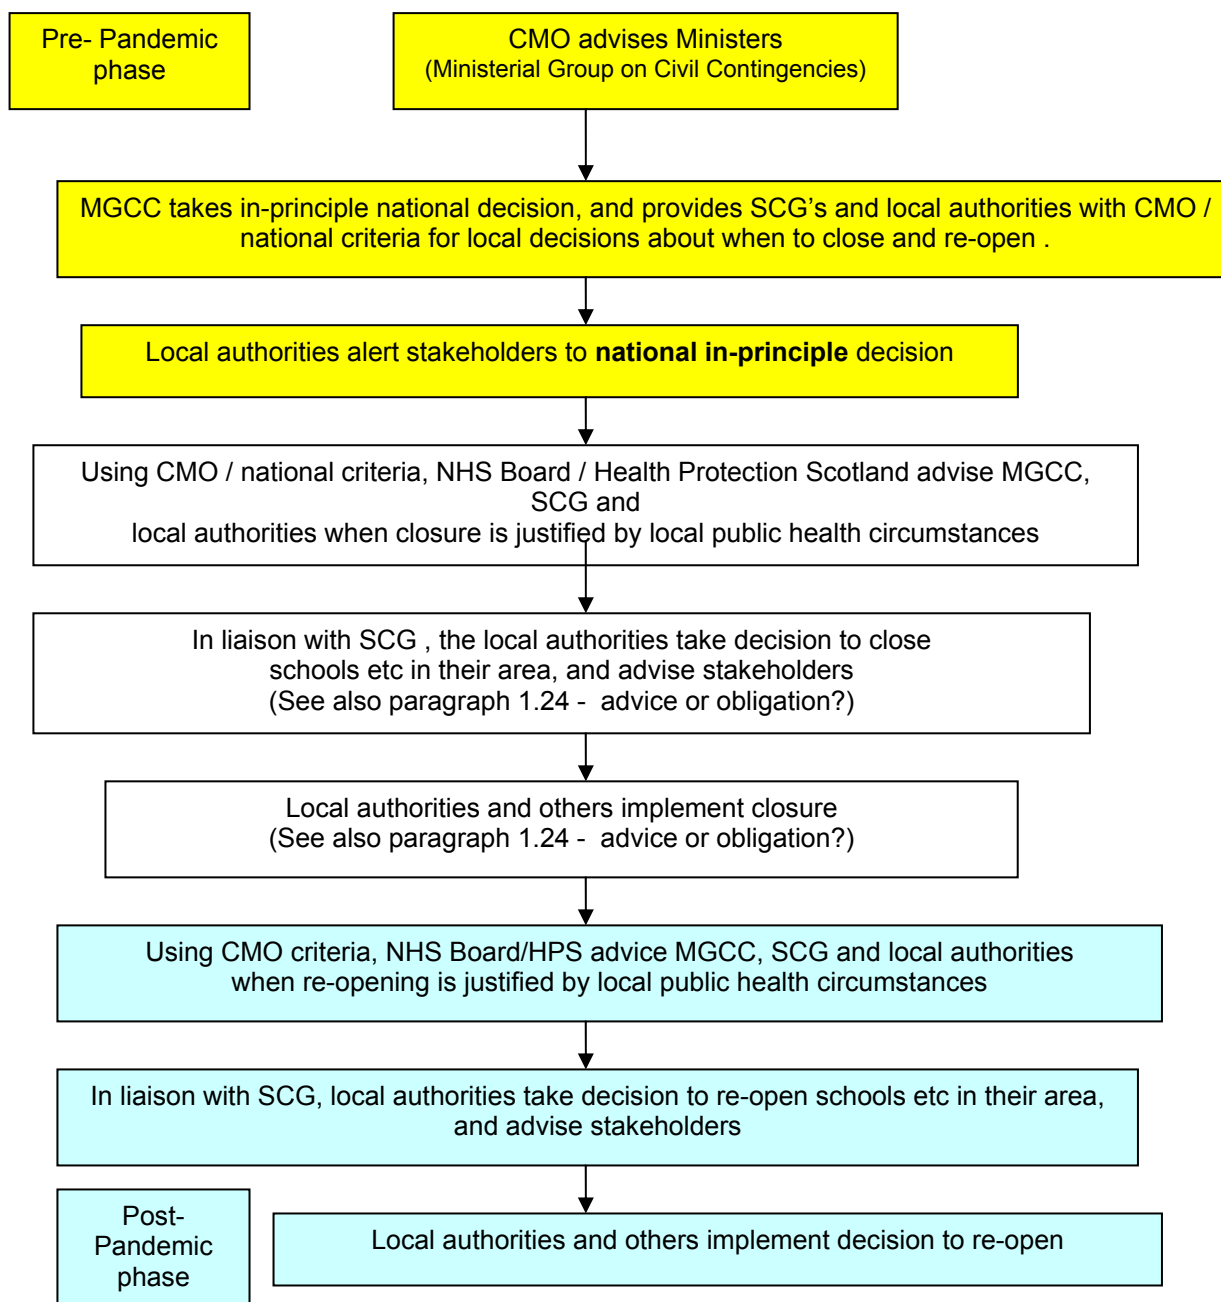 Pre- Pandemic
phase
CMO advises Ministers
(Ministerial Group on Civil Contingencies)
MGCC takes in-principle national decision, and provides SCG's and local authorities with CMO /
national criteria for local decisions about when to close and re-open .
Local authorities alert stakeholders to national in-principle decision
Using CMO / national criteria, NHS Board / Health Protection Scotland advise MGCC,
SCG and
local authorities when closure is justified by local public health circumstances
In liaison with SCG , the local authorities take decision to close
schools etc in their area, and advise stakeholders
(See also paragraph 1.24 - advice or obligation?)
Local authorities and others implement closure
(See also paragraph 1.24 - advice or obligation?)
Using CMO criteria, NHS Board/HPS advice MGCC, SCG and local authorities
when re-opening is justified by local public health circumstances
In liaison with SCG, local authorities take decision to re-open schools etc in their area,
and advise stakeholders
Post-
Pandemic
phase
Local authorities and others implement decision to re-open